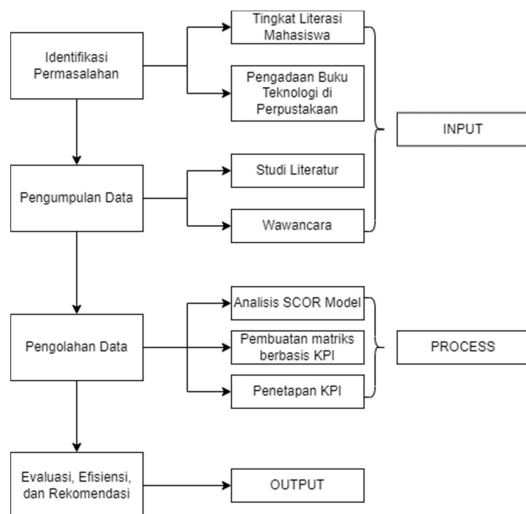 Tingkat Literasi
Mahasiswa
Identifikasi
Permasalahan
Pengadaan Buku
Teknologi di
Perpustakaan
INPUT
Pengumpulan Data
Studi Literatur
Wawancara
Pengolahan Data
Analisis SCOR Model
Pembuatan matriks
berbasis KPI
Penetapan KPI
PROCESS
Evaluasi, Efisiensi,
dan Rekomendasi
OUTPUT